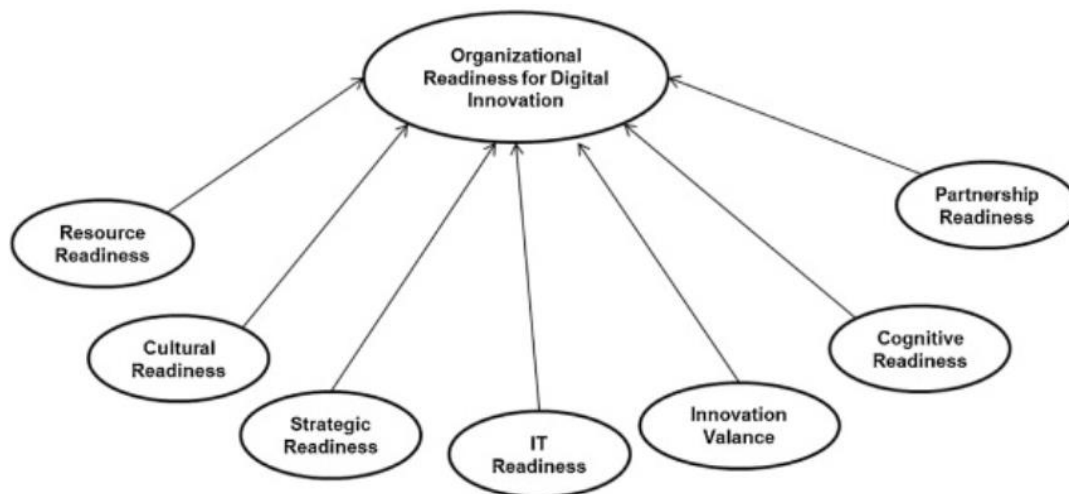 Organizational
Readiness for Digital
Innovation
Resource
Readiness
Cultural
Readiness
Strategic
Readiness
IT
Readiness
Innovation
Valance
Cognitive
Readiness
Partnership
Readiness